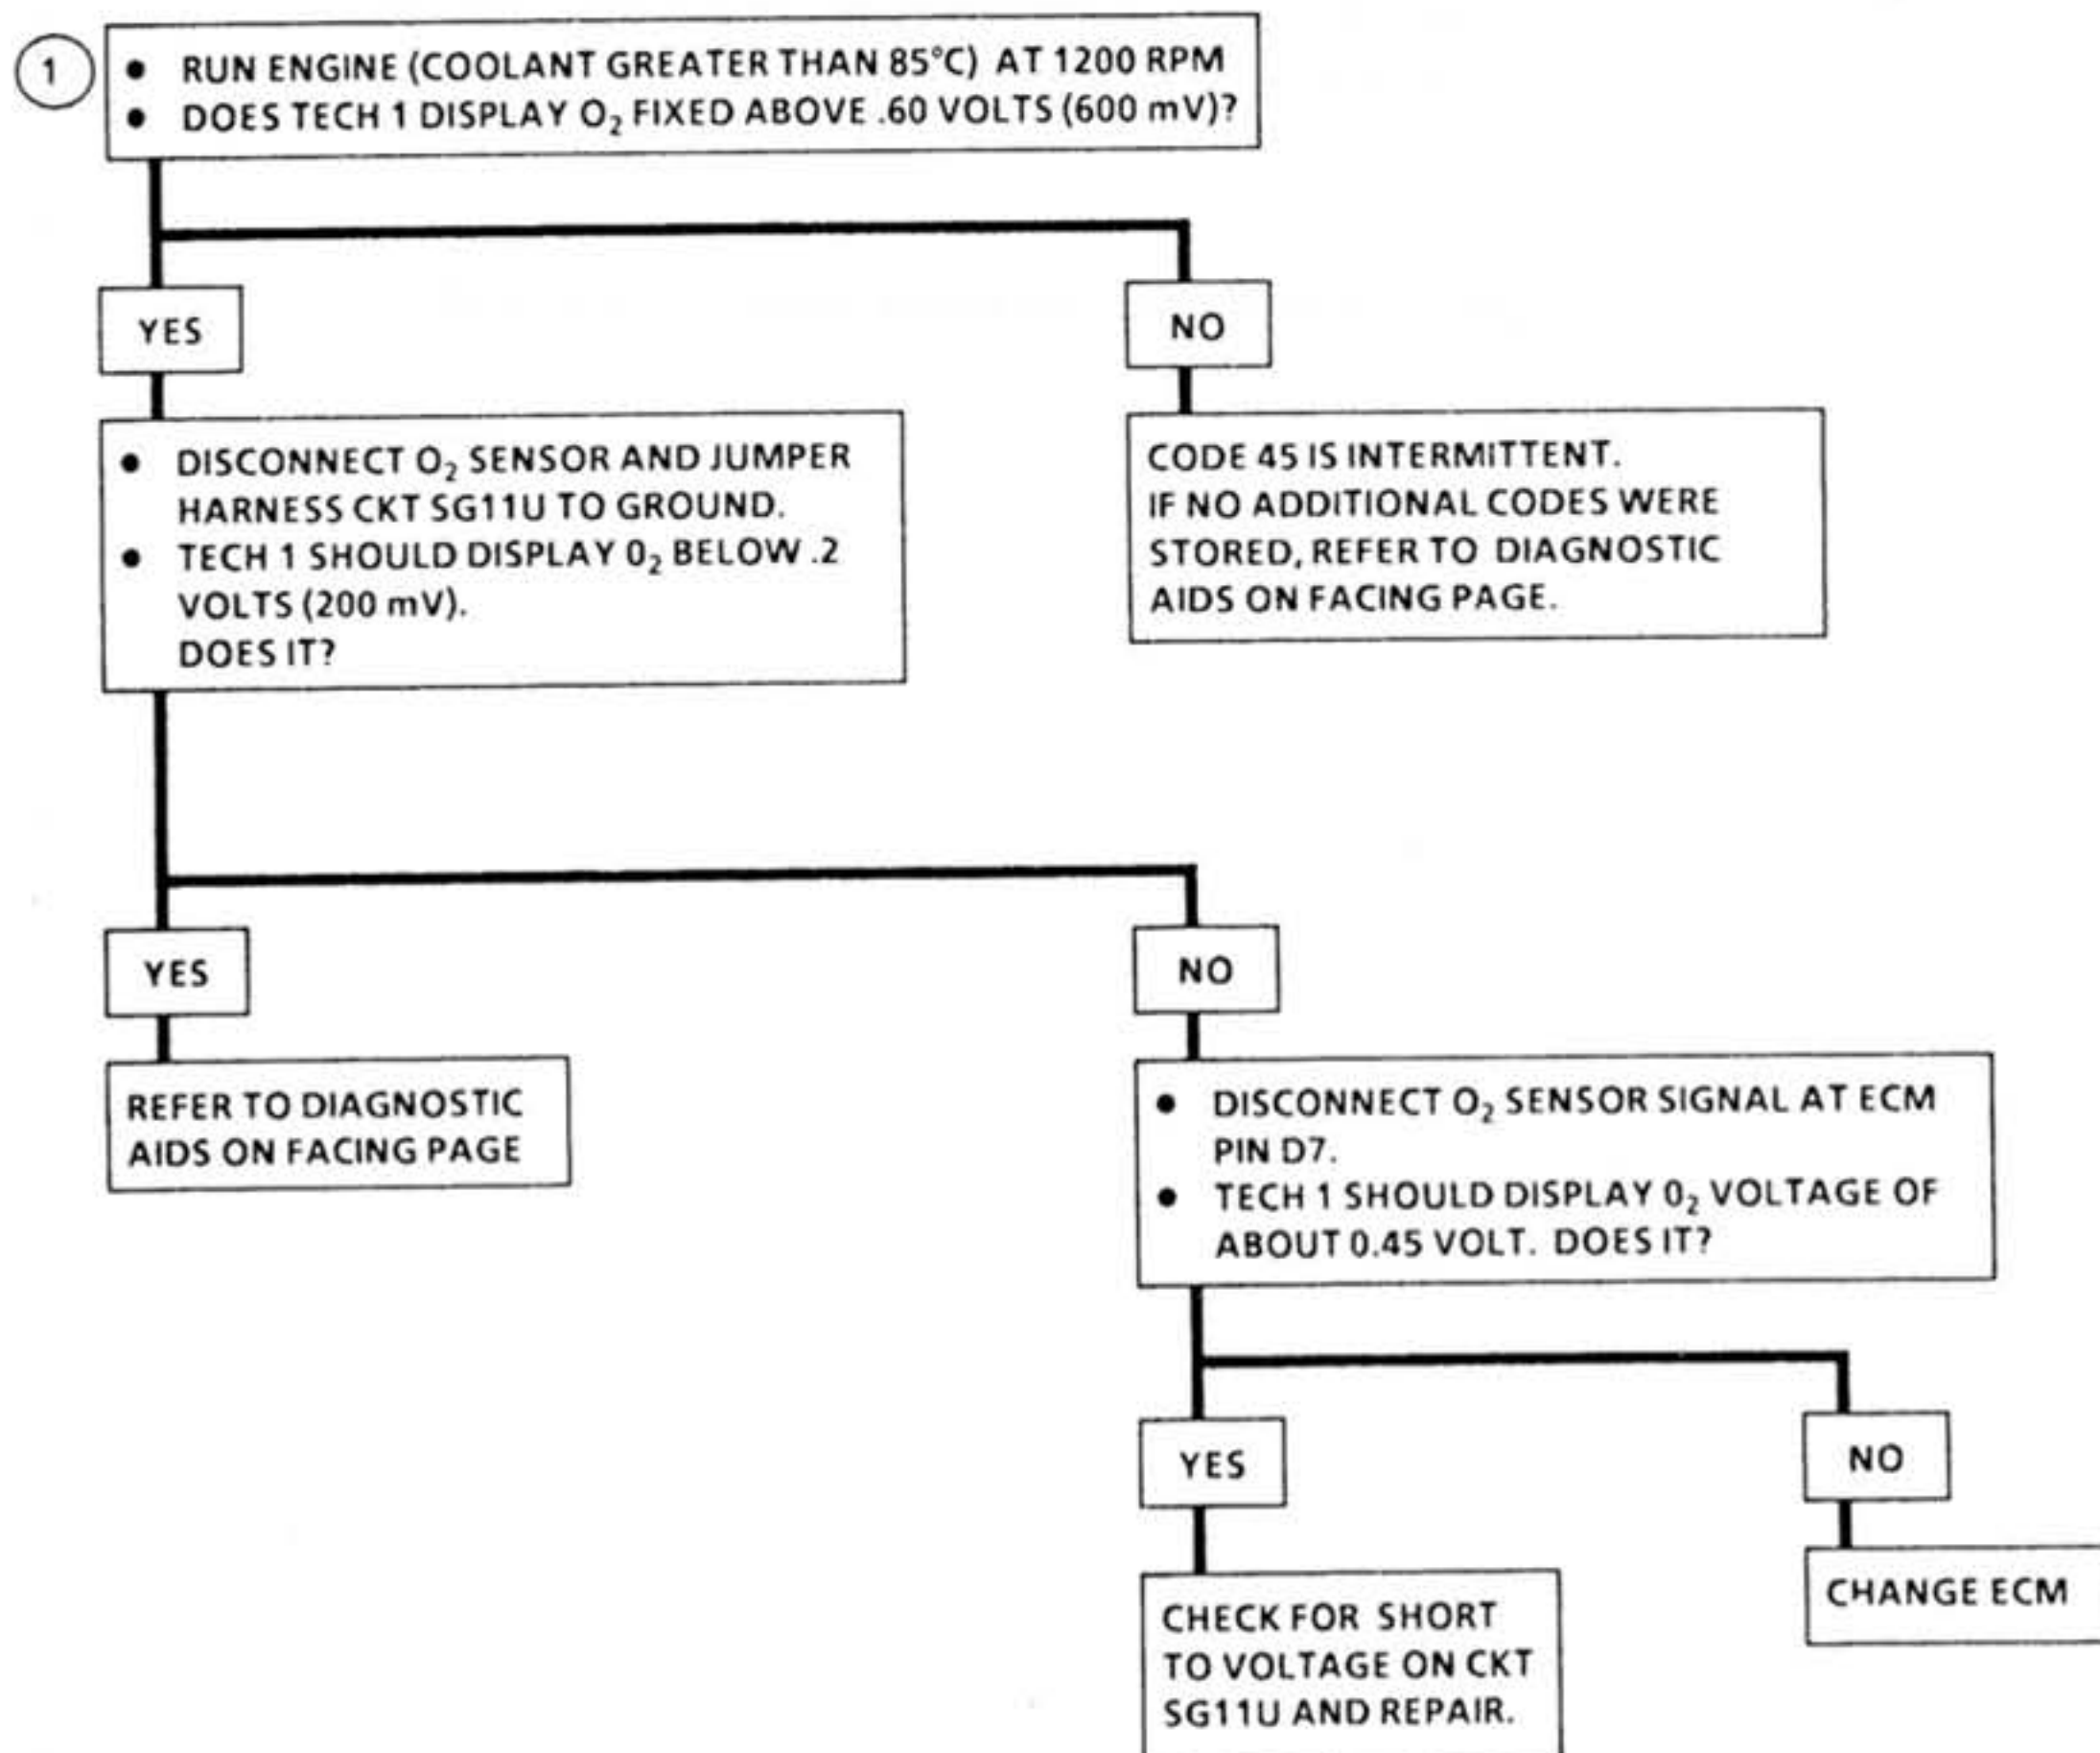 1
● RUN ENGINE (COOLANT GREATER THAN 85°C) AT 1200 RPM
● DOES TECH 1 DISPLAY O₂ FIXED ABOVE .60 VOLTS (600 mV)?
YES
NO
● DISCONNECT O₂ SENSOR AND JUMPER
HARNESS CKT SG11U TO GROUND.
● TECH 1 SHOULD DISPLAY 0₂ BELOW .2
VOLTS (200 mV).
DOES IT?
CODE 45 IS INTERMITTENT.
IF NO ADDITIONAL CODES WERE
STORED, REFER TO DIAGNOSTIC
AIDS ON FACING PAGE.
YES
NO
REFER TO DIAGNOSTIC
AIDS ON FACING PAGE
● DISCONNECT O₂ SENSOR SIGNAL AT ECM
PIN D7.
● TECH 1 SHOULD DISPLAY 0₂ VOLTAGE OF
ABOUT 0.45 VOLT. DOES IT?
YES
NO
CHECK FOR SHORT
TO VOLTAGE ON CKT
SG11U AND REPAIR.
CHANGE ECM